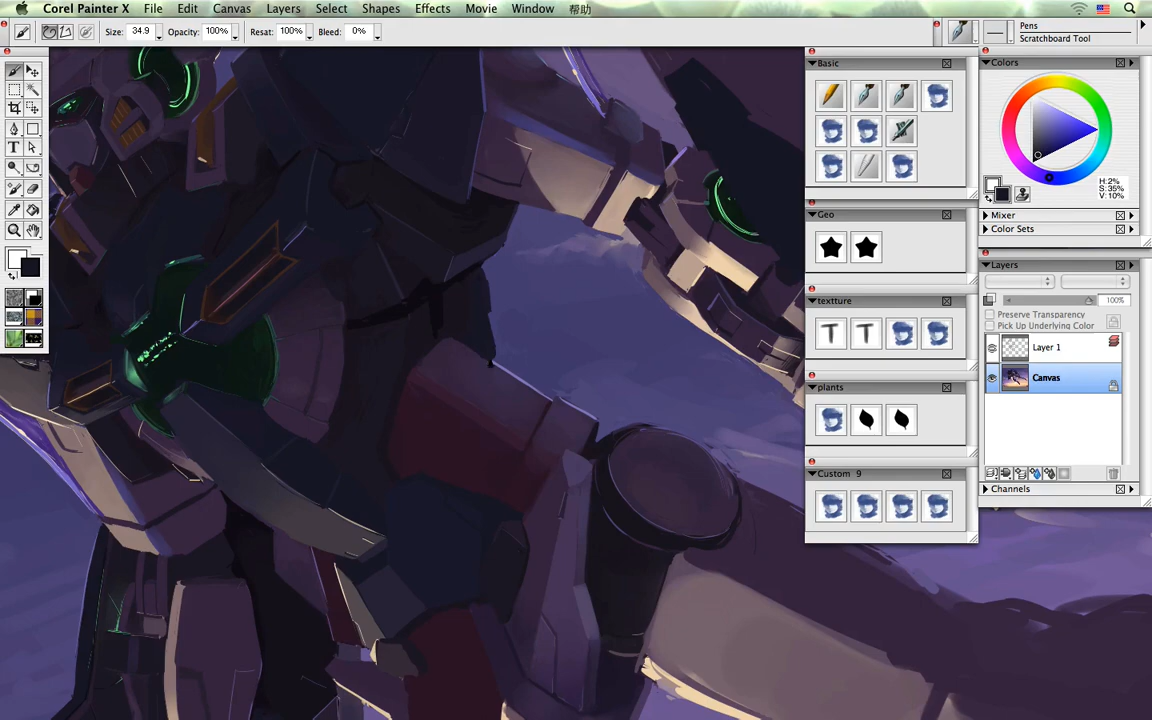 Corel Painter X File Edit Canvas Layers Select Shapes Effects Movie Window 帮助
Size: 34.9 Opacity: 100% Resat: 100% Bleed: 0%
Pens
Scratchboard Tool
Basic
Geo
textture
plants
Custom 9
Colors
H:2%
S:35%
V:10%
Mixer
Color Sets
Layers
100%
Preserve Transparency
Pick Up Underlying Color
Layer 1
Canvas
Channels